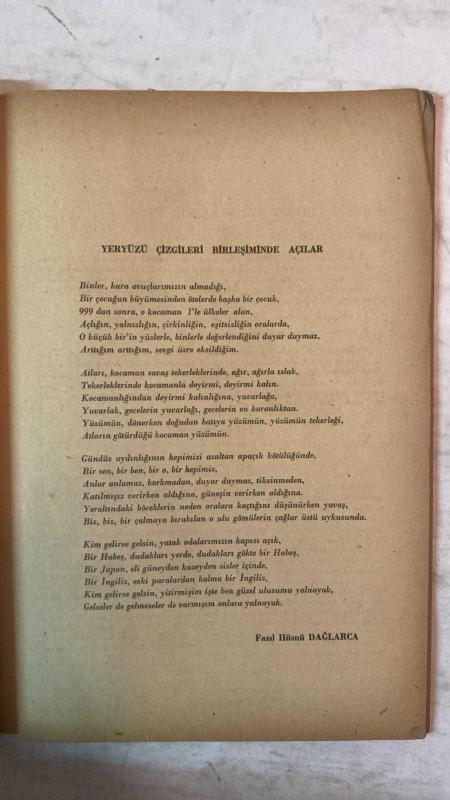 YERYÜZÜ ÇİZGİLERİ BİRLEŞİMİNDE AÇILAR
Binler, kara avuçlarımızın almadığı,
Bir çocuğun büyümesinden ötelerde başka bir çocuk,
999 dan sonra, o kocaman 1'le ülkeler alan,
Açlığın, yalnızlığın, çirkinliğin, eşitsizliğin oralarda,
O küçük bir'in yüzlerle, binlerle değerlendiğini duyar duymaz,
Arttığım arttığım, sevgi üzre eksildiğim.
Atları, kocaman savaş tekerleklerinde, ağır, ağırla ıslak,
Tekerleklerinde kocamanla deyirmi, deyirmi kalın.
Kocamanlığından deyirmi kalınlığına, yuvarlağa,
Yuvarlak, gecelerin yuvarlağı, gecelerin en karanlıktan.
Yüzümün, dönerken doğudan batıya yüzümün, yüzümün tekerleği,
Atların götürdüğü kocaman yüzümün.
Gündüz aydınlığının hepimizi azaltan apaçık kötülüğünde,
Bir sen, bir ben, bir o, bir hepimiz,
Anlar anlamaz, korkmadan, duyar duymaz, tiksinmeden,
Katılmışız verirken aldığına, güneşin verirken aldığına.
Yeraltındaki böceklerin neden oralara kaçtığını düşünürken yavaş,
Biz, biz, bir çalmaya bırakılan o ulu gömülerin çağlar üstü uykusunda.
Kim gelirse gelsin, yatak odalarımızın kapısı açık,
Bir Habeş, dudakları yerde, dudakları gökte bir Habeş,
Bir Japon, eli güneyden kuzeyden sisler içinde,
Bir İngiliz, eski paralardan kalma bir İngiliz,
Kim gelirse gelsin, yitirmişim işte ben güzel ulusumu yalnayak,
Gelseler de gelmeseler de varmışım onlara yalnayak.
Fazıl Hüsnü DAĞLARCA